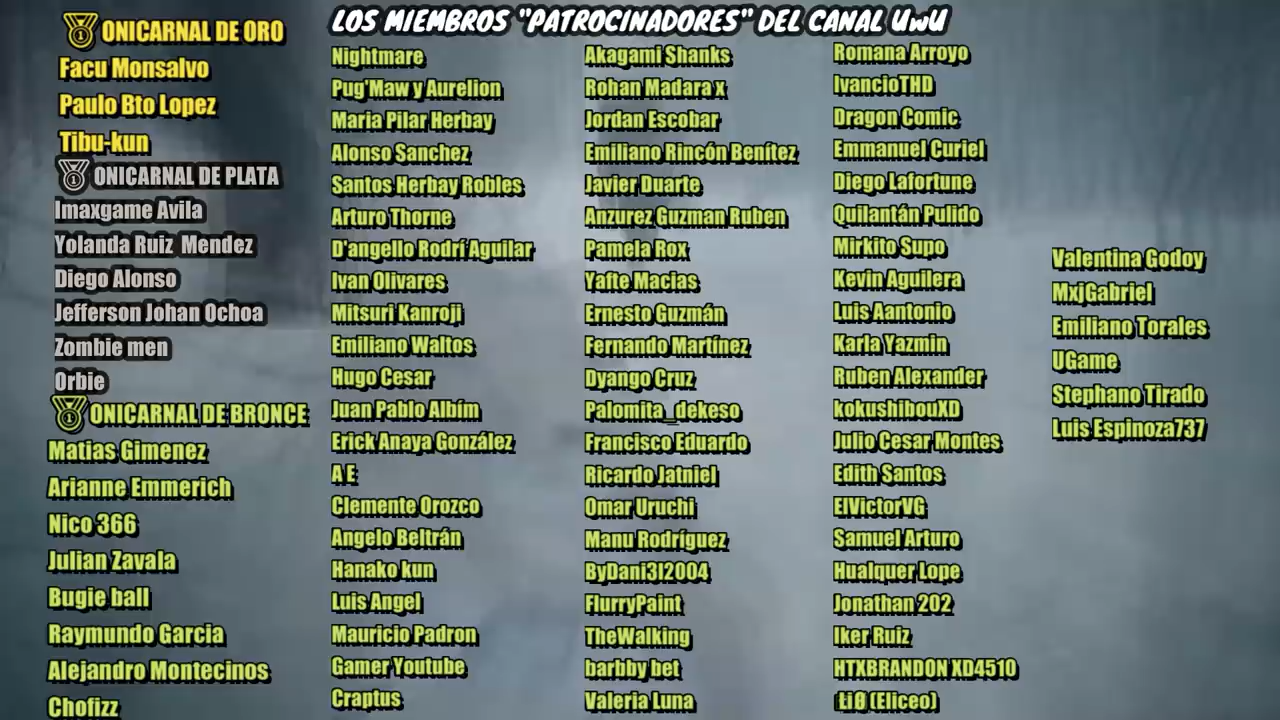 ONICARNAL DE ORO
Facu Monsalvo
Paulo Bto Lopez
Tibu-kun
ONICARNAL DE PLATA
Imaxgame Avila
Yolanda Ruiz Mendez
Diego Alonso
Jefferson Johan Ochoa
Zombie men
Orbie
ONICARNAL DE BRONCE
Matias Gimenez
Arianne Emmerich
Nico 366
Julian Zavala
Bugie ball
Raymundo Garcia
Alejandro Montecinos
Chofizz
LOS MIEMBROS "PATROCINADORES" DEL CANAL UwU
Nightmare
Pug'Maw y Aurelion
Maria Pilar Herbay
Alonso Sanchez
Santos Herbay Robles
Arturo Thorne
D'angello Rodrí Aguilar
Ivan Olivares
Mitsuri Kanroji
Emiliano Waltos
Hugo Cesar
Juan Pablo Albím
Erick Anaya González
A E
Clemente Orozco
Angelo Beltrán
Hanako kun
Luis Angel
Mauricio Padron
Gamer Youtube
Craptus
Akagami Shanks
Rohan Madara x
Jordan Escobar
Emiliano Rincón Benítez
Javier Duarte
Anzurez Guzman Ruben
Pamela Rox
Yafte Macias
Ernesto Guzmán
Fernando Martínez
Dyango Cruz
Palomita_dekeso
Francisco Eduardo
Ricardo Jatniel
Omar Uruchi
Manu Rodríguez
ByDani3l2004
FlurryPaint
TheWalking
barbby bet
Valeria Luna
Romana Arroyo
IvancioTHD
Dragon Comic
Emmanuel Curiel
Diego Lafortune
Quilantán Pulido
Mirkito Supo
Kevin Aguilera
Luis Aantonio
Karla Yazmin
Ruben Alexander
kokushibouXD
Julio Cesar Montes
Edith Santos
ElVictorVG
Samuel Arturo
Hualquer Lope
Jonathan 202
Iker Ruiz
HTXBRANDON XD4510
ŁiØ (Eliceo)
Valentina Godoy
MxjGabriel
Emiliano Torales
UGame
Stephano Tirado
Luis Espinoza737